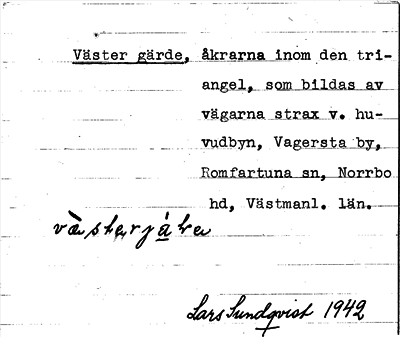 Väster gärde, åkrarna inom den tri-
angel, som bildas av
vägarna strax v. hu-
vudbyn, Vagersta by,
Romfartuna sn, Norrbo
hd, Västmanl. län.
Lars Sundqvist 1942